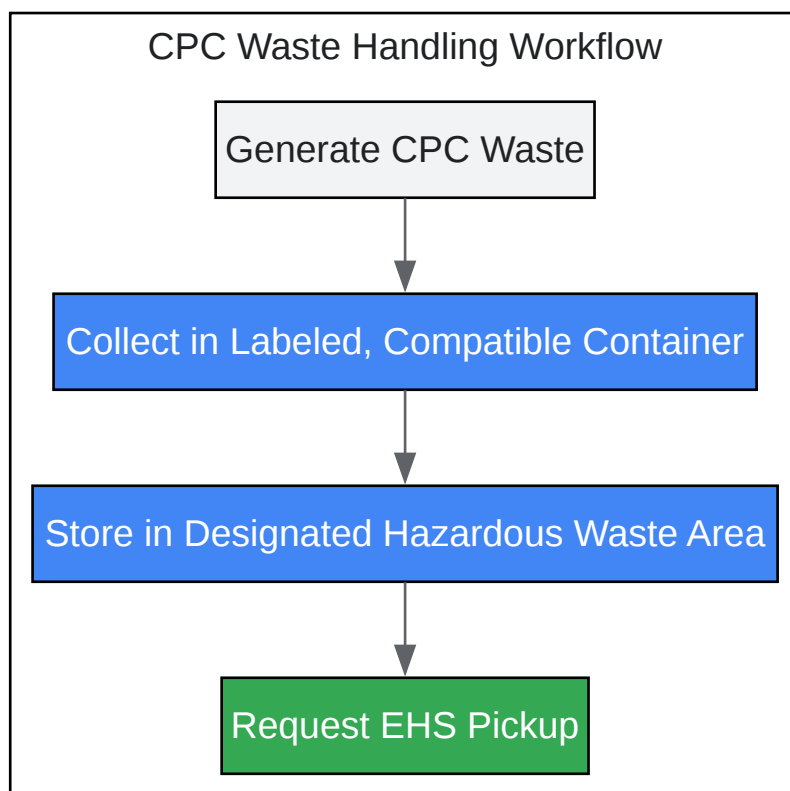 CPC Waste Handling Workflow
Generate CPC Waste
Collect in Labeled, Compatible Container
Store in Designated Hazardous Waste Area
Request EHS Pickup